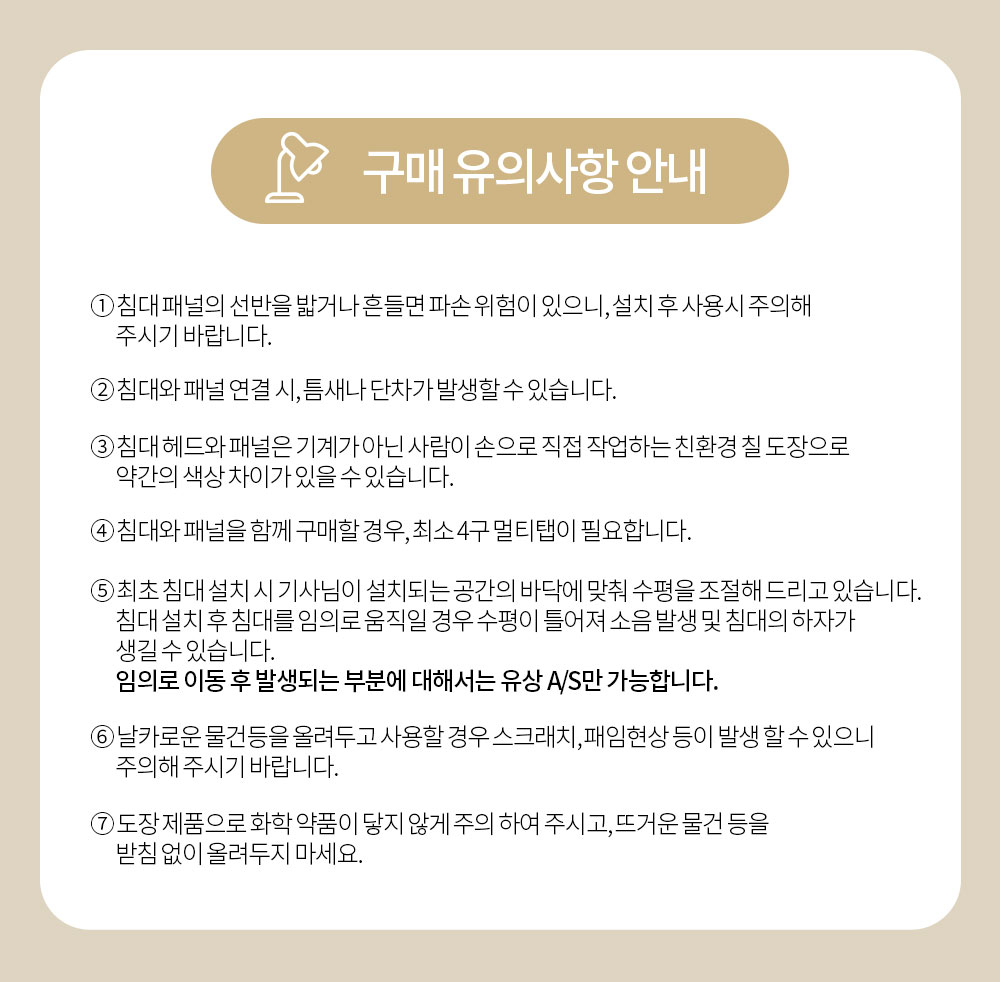 구매 유의사항 안내
① 침대 패널의 선반을 밟거나 흔들면 파손 위험이 있으니, 설치 후 사용시 주의해
주시기 바랍니다.
② 침대와 패널 연결 시, 틈새나 단차가 발생할 수 있습니다.
③ 침대 헤드와 패널은 기계가 아닌 사람이 손으로 직접 작업하는 친환경 칠 도장으로
약간의 색상 차이가 있을 수 있습니다.
④ 침대와 패널을 함께 구매할 경우, 최소 4구 멀티탭이 필요합니다.
⑤ 최초 침대 설치 시 기사님이 설치되는 공간의 바닥에 맞춰 수평을 조절해 드리고 있습니다.
침대 설치 후 침대를 임의로 움직일 경우 수평이 틀어져 소음 발생 및 침대의 하자가
생길 수 있습니다.
임의로 이동 후 발생되는 부분에 대해서는 유상 A/S만 가능합니다.
⑥ 날카로운 물건등을 올려두고 사용할 경우 스크래치, 패임현상 등이 발생 할 수 있으니
주의해 주시기 바랍니다.
⑦ 도장 제품으로 화학 약품이 닿지 않게 주의 하여 주시고, 뜨거운 물건 등을
받침 없이 올려두지 마세요.